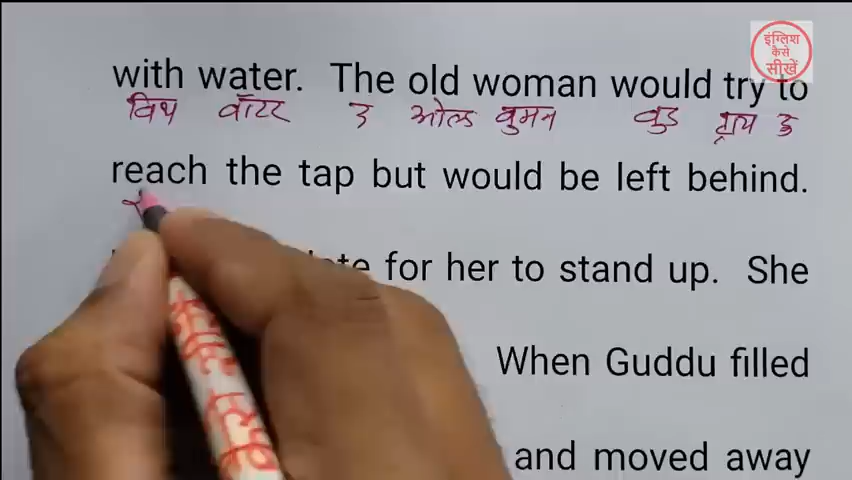 इंग्लिश
कैसे
सीखें
with water. The old woman would try to
विथ वॉटर द ओल्ड वुमन वुड ट्राय टु
reach the tap but would be left behind.
for her to stand up. She
When Guddu filled
and moved away